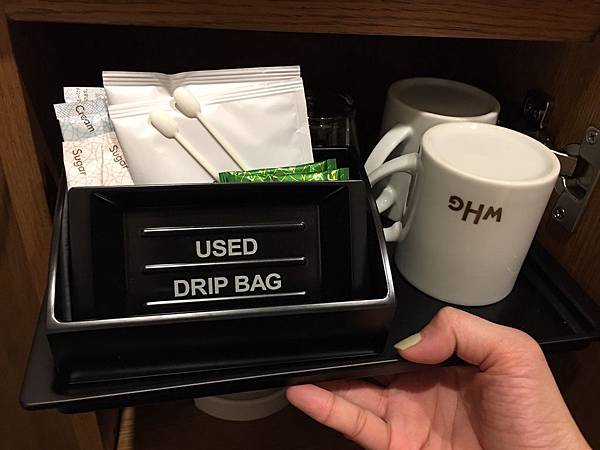 Cream
Sugar
Sugar
USED
DRIP BAG
WHG